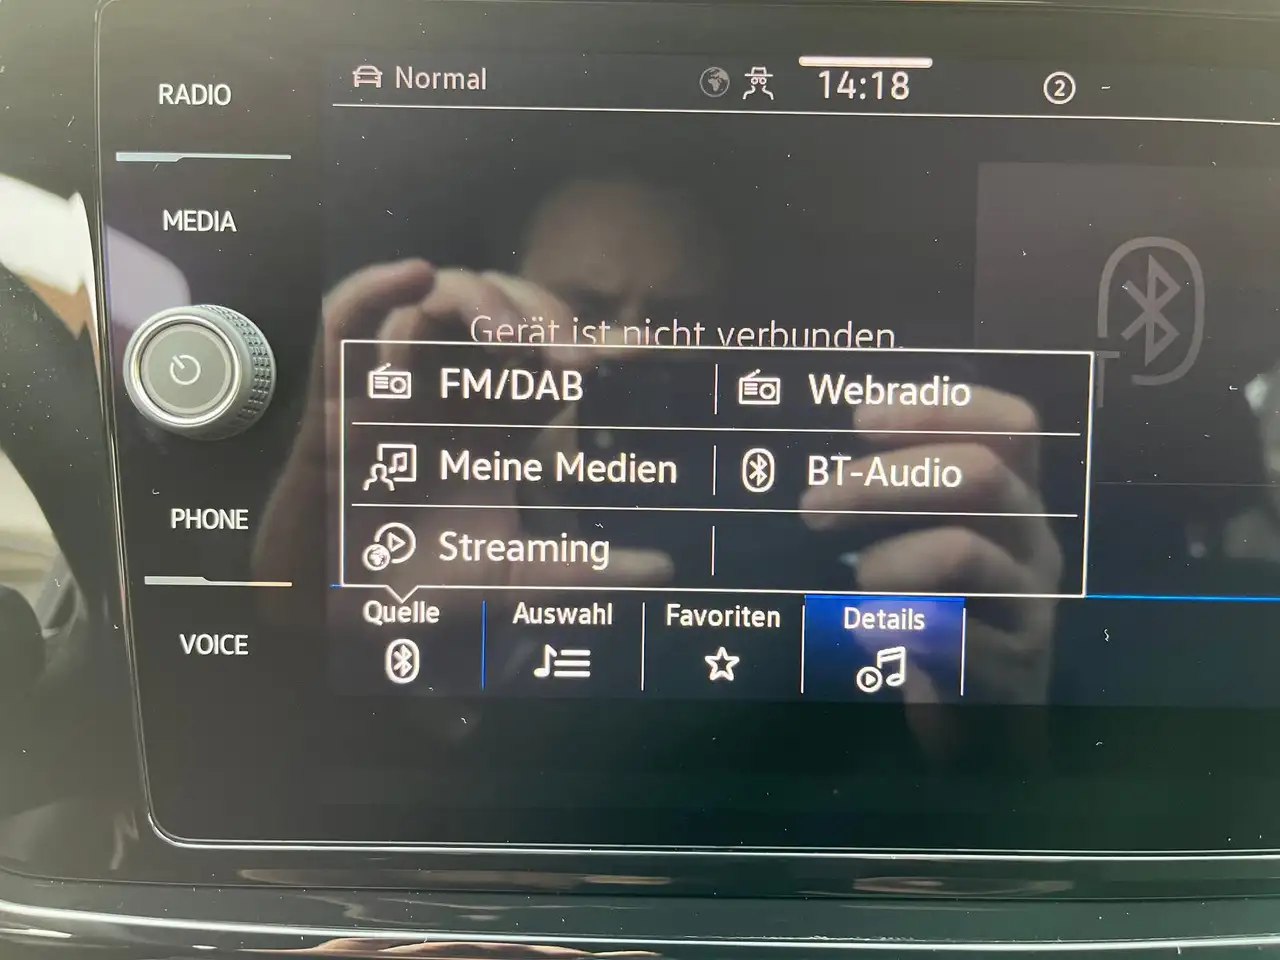 RADIO
MEDIA
PHONE
VOICE
Normal
14:18
2
Gerät ist nicht verbunden.
FM/DAB
Webradio
Meine Medien
BT-Audio
Streaming
Quelle
Auswahl
Favoriten
Details